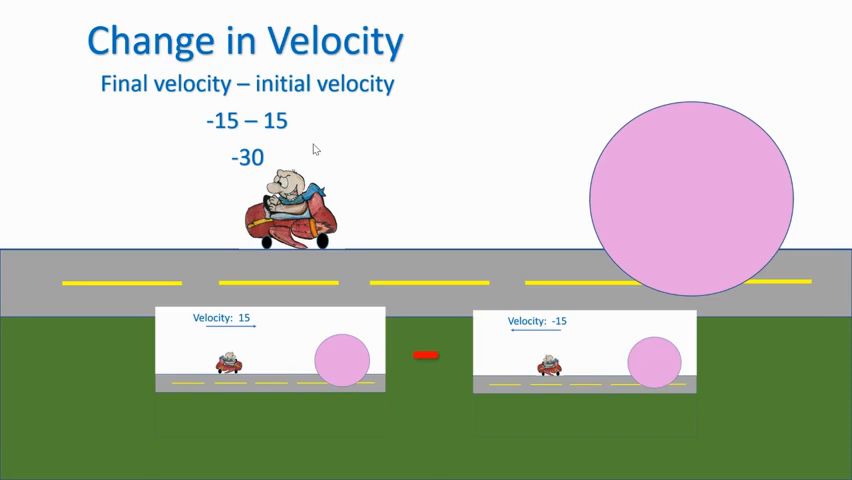 Change in Velocity
Final velocity – initial velocity
-15 – 15
-30
Velocity:  15
Velocity:  -15